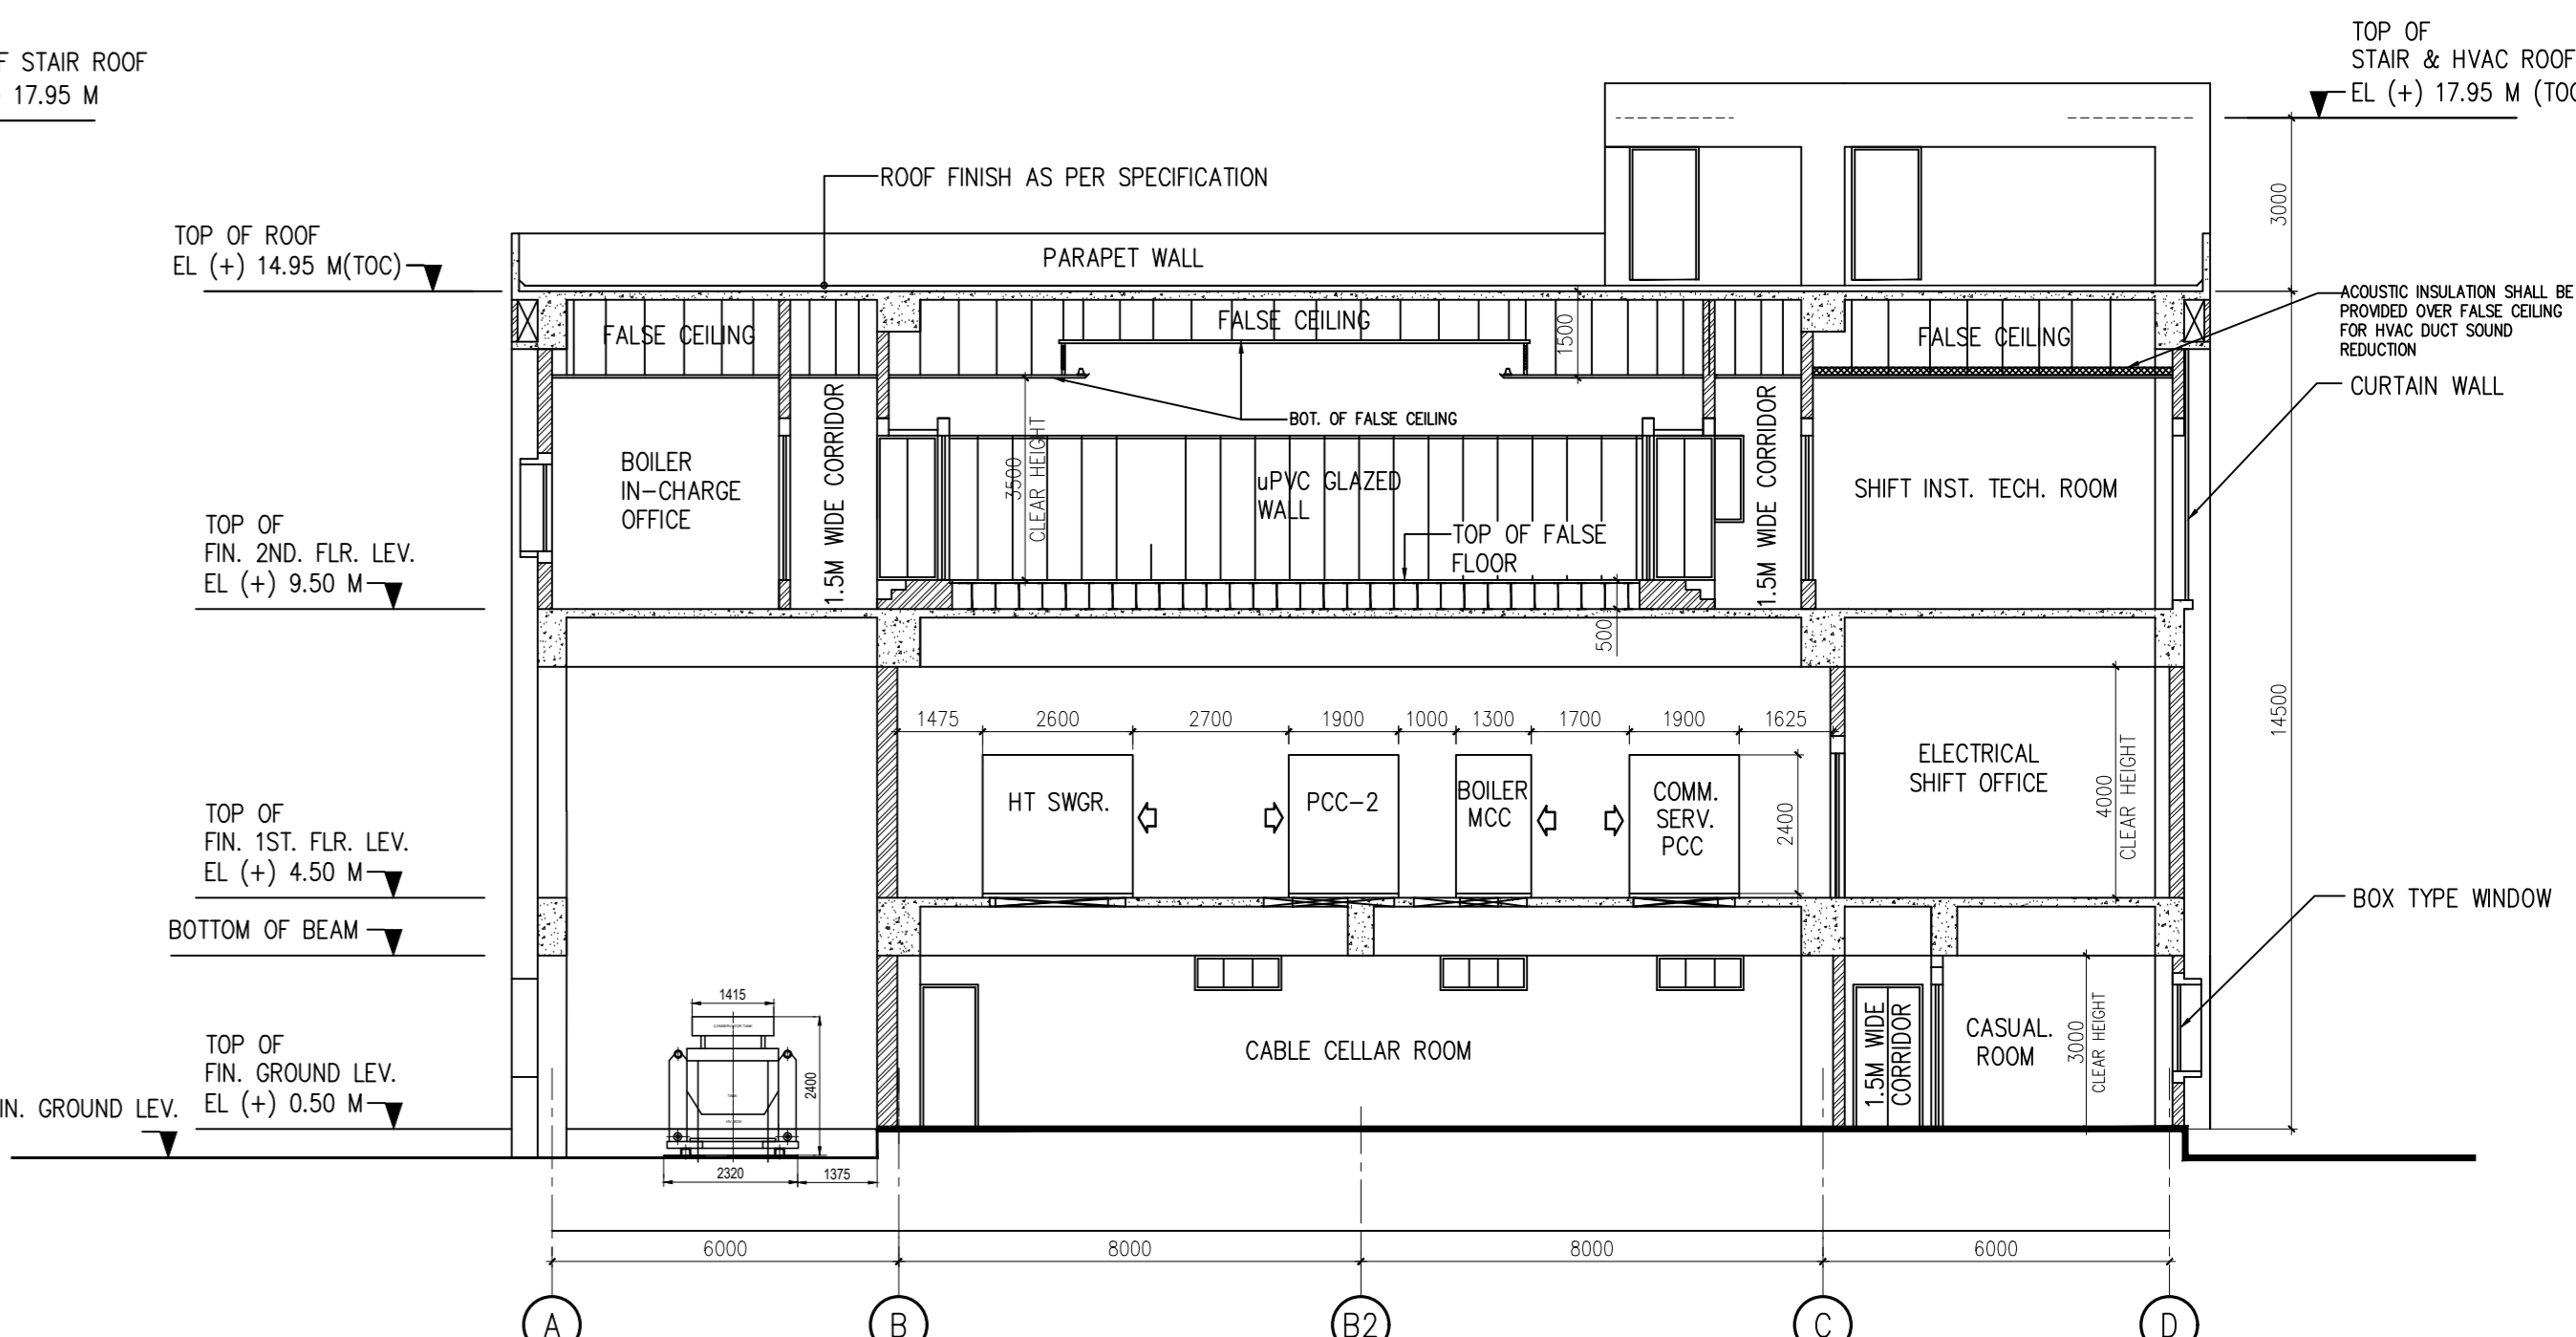 F STAIR ROOF
17.95 M
TOP OF
STAIR & HVAC ROOF
EL (+) 17.95 M (TOC
ROOF FINISH AS PER SPECIFICATION
3000
TOP OF ROOF
EL (+) 14.95 M(TOC)
PARAPET WALL
ACOUSTIC INSULATION SHALL BE
PROVIDED OVER FALSE CEILING
FOR HVAC DUCT SOUND
REDUCTION
FALSE CEILING
FALSE CEILING
1500
FALSE CEILING
CURTAIN WALL
BOT. OF FALSE CEILING
BOILER
IN-CHARGE
OFFICE
1.5M WIDE CORRIDOR
3500
CLEAR HEIGHT
uPVC GLAZED
WALL
TOP OF FALSE
FLOOR
1.5M WIDE CORRIDOR
SHIFT INST. TECH. ROOM
TOP OF
FIN. 2ND. FLR. LEV.
EL (+) 9.50 M
500
14500
1475
2600
2700
1900
1000
1300
1700
1900
1625
HT SWGR.
PCC-2
BOILER
MCC
COMM.
SERV.
PCC
2400
ELECTRICAL
SHIFT OFFICE
4000
CLEAR HEIGHT
TOP OF
FIN. 1ST. FLR. LEV.
EL (+) 4.50 M
BOX TYPE WINDOW
BOTTOM OF BEAM
1415
2400
CABLE CELLAR ROOM
1.5M WIDE
CORRIDOR
CASUAL.
ROOM
3000
CLEAR HEIGHT
TOP OF
FIN. GROUND LEV.
EL (+) 0.50 M
IN. GROUND LEV.
2320
1375
6000
8000
8000
6000
A
B
B2
C
D